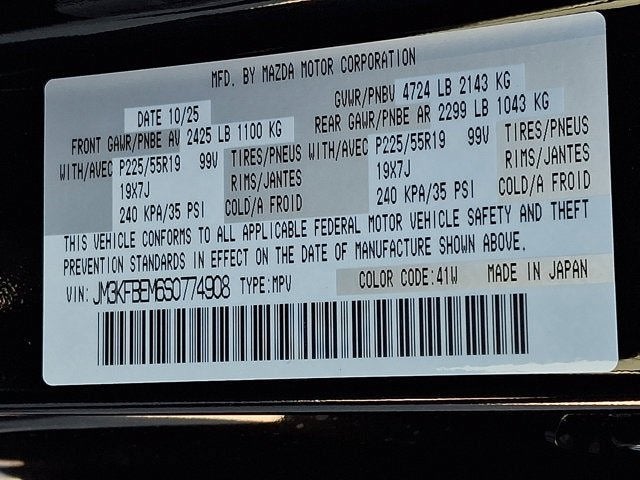 MFD. BY MAZDA MOTOR CORPORATION
DATE 10/25 GVWR/PNBV 4724 LB 2143 KG
FRONT GAWR/PNBE AV 2425 LB 1100 KG REAR GAWR/PNBE AR 2299 LB 1043 KG
WITH/AVEC P225/55R19 99V TIRES/PNEUS WITH/AVEC P225/55R19 99V TIRES/PNEUS
19X7J RIMS/JANTES 19X7J RIMS/JANTES
240 KPA/35 PSI COLD/A FROID 240 KPA/35 PSI COLD/A FROID
THIS VEHICLE CONFORMS TO ALL APPLICABLE FEDERAL MOTOR VEHICLE SAFETY AND THEFT
PREVENTION STANDARDS IN EFFECT ON THE DATE OF MANUFACTURE SHOWN ABOVE.
VIN: JM3KFBEM6S0774908 TYPE:MPV COLOR CODE:41W MADE IN JAPAN